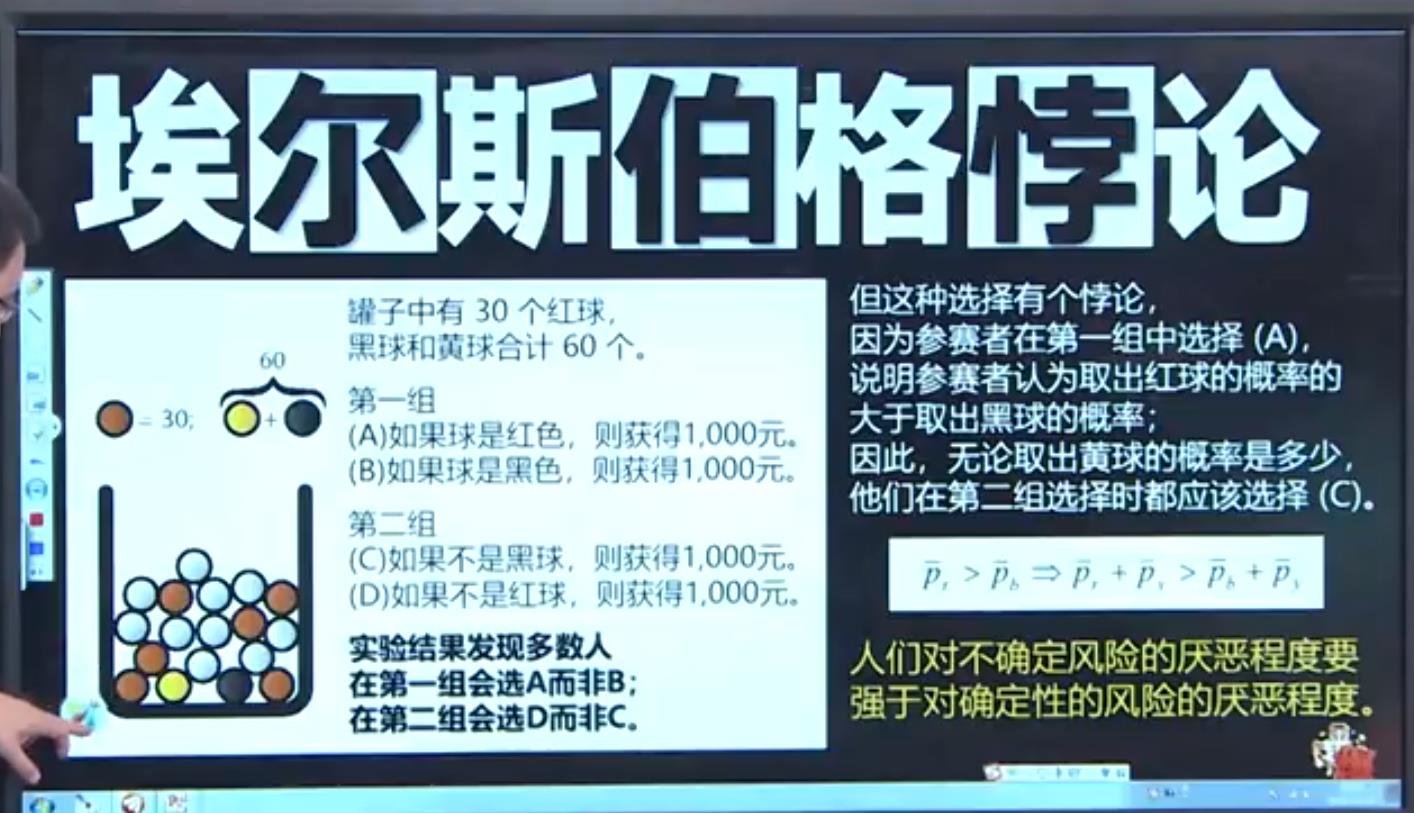 埃尔斯伯格悖论
罐子中有 30 个红球，
黑球和黄球合计 60 个。
60
= 30;
+
第一组
(A)如果球是红色，则获得1,000元。
(B)如果球是黑色，则获得1,000元。
第二组
(C)如果不是黑球，则获得1,000元。
(D)如果不是红球，则获得1,000元。
实验结果发现多数人
在第一组会选A而非B；
在第二组会选D而非C。
但这种选择有个悖论，
因为参赛者在第一组中选择 (A)，
说明参赛者认为取出红球的概率的
大于取出黑球的概率；
因此，无论取出黄球的概率是多少，
他们在第二组选择时都应该选择 (C)。
p̄r > p̄b ⇒ p̄r + p̄y > p̄b + p̄y
人们对不确定风险的厌恶程度要
强于对确定性的风险的厌恶程度。